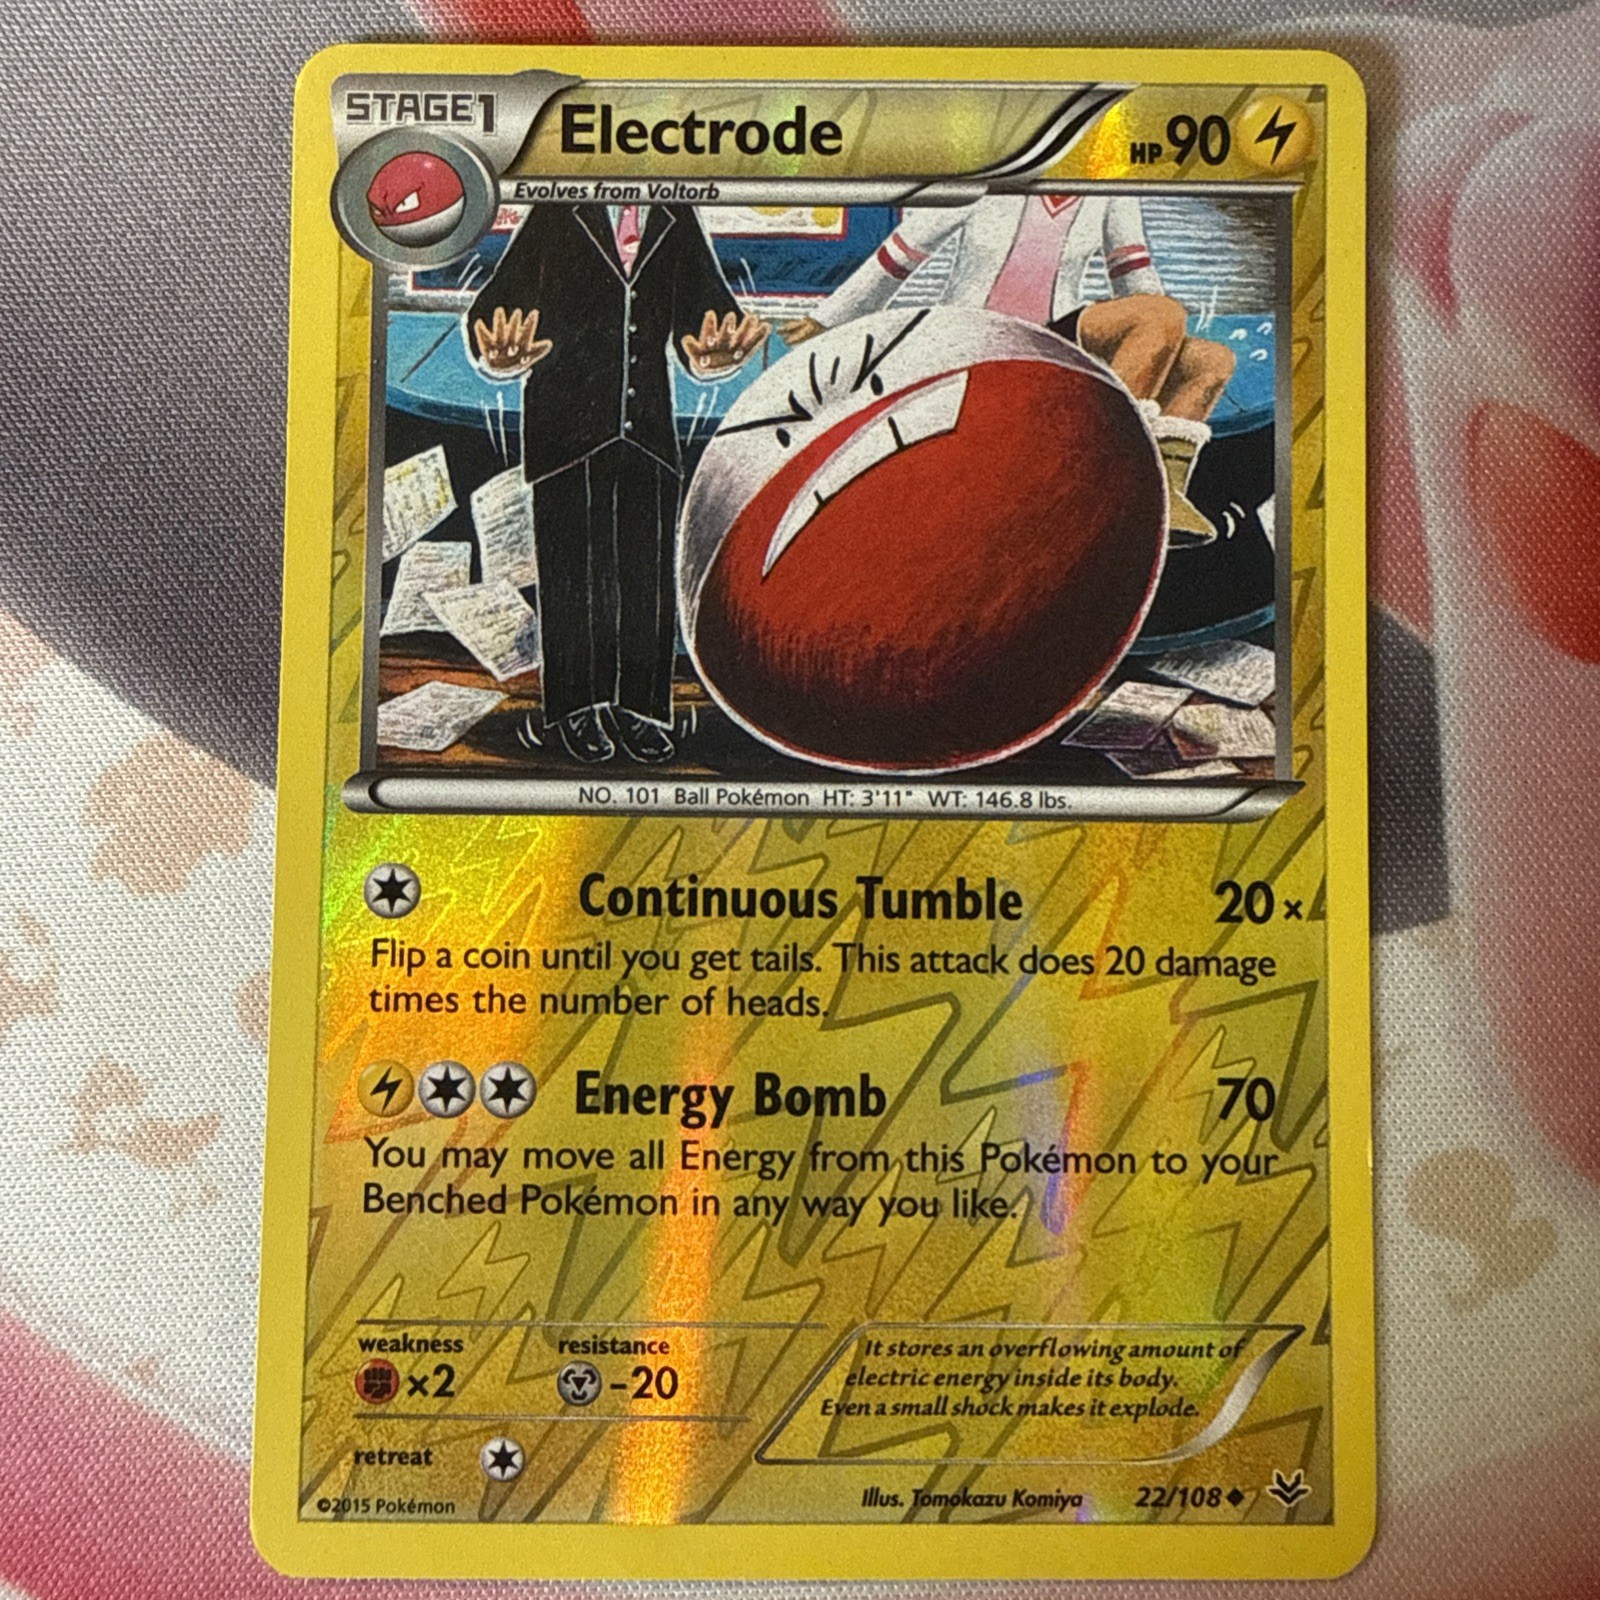 STAGE1
Electrode
HP 90
Evolves from Voltorb
NO. 101 Ball Pokémon HT: 3'11" WT: 146.8 lbs.
Continuous Tumble 20×
Flip a coin until you get tails. This attack does 20 damage
times the number of heads.
Energy Bomb 70
You may move all Energy from this Pokémon to your
Benched Pokémon in any way you like.
weakness resistance
×2 -20
It stores an overflowing amount of
electric energy inside its body.
Even a small shock makes it explode.
retreat
©2015 Pokémon Illus. Tomokazu Komiya 22/108